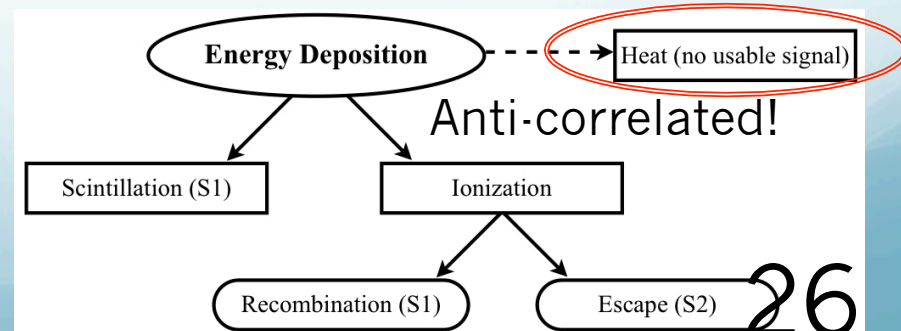 Energy Deposition
Heat (no usable signal)
Anti-correlated!
Scintillation (S1)
Ionization
Recombination (S1)
Escape (S2)
26